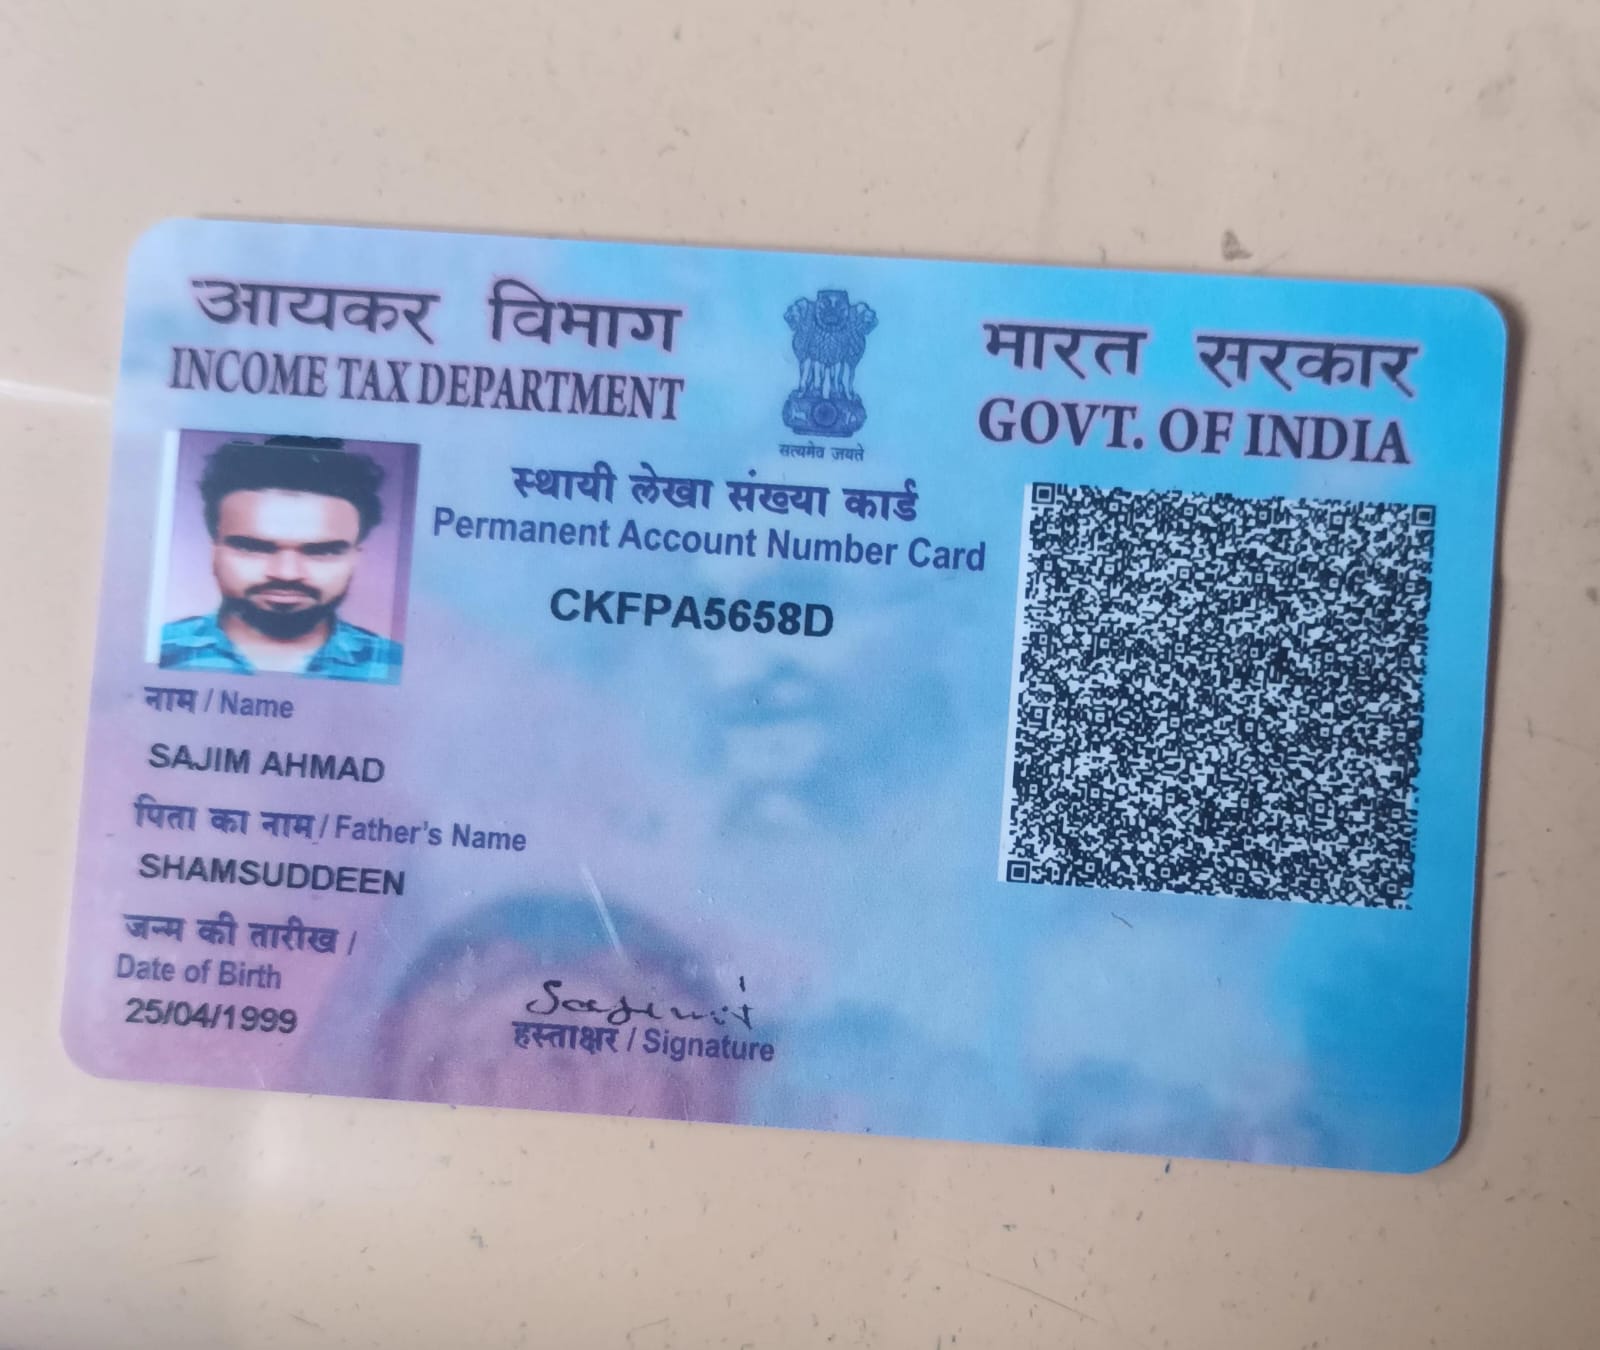 आयकर विभाग
INCOME TAX DEPARTMENT
सत्यमेव जयते
भारत सरकार
GOVT. OF INDIA
स्थायी लेखा संख्या कार्ड
Permanent Account Number Card
CKFPA5658D
नाम / Name
SAJIM AHMAD
पिता का नाम / Father's Name
SHAMSUDDEEN
जन्म की तारीख /
Date of Birth
25/04/1999
हस्ताक्षर / Signature